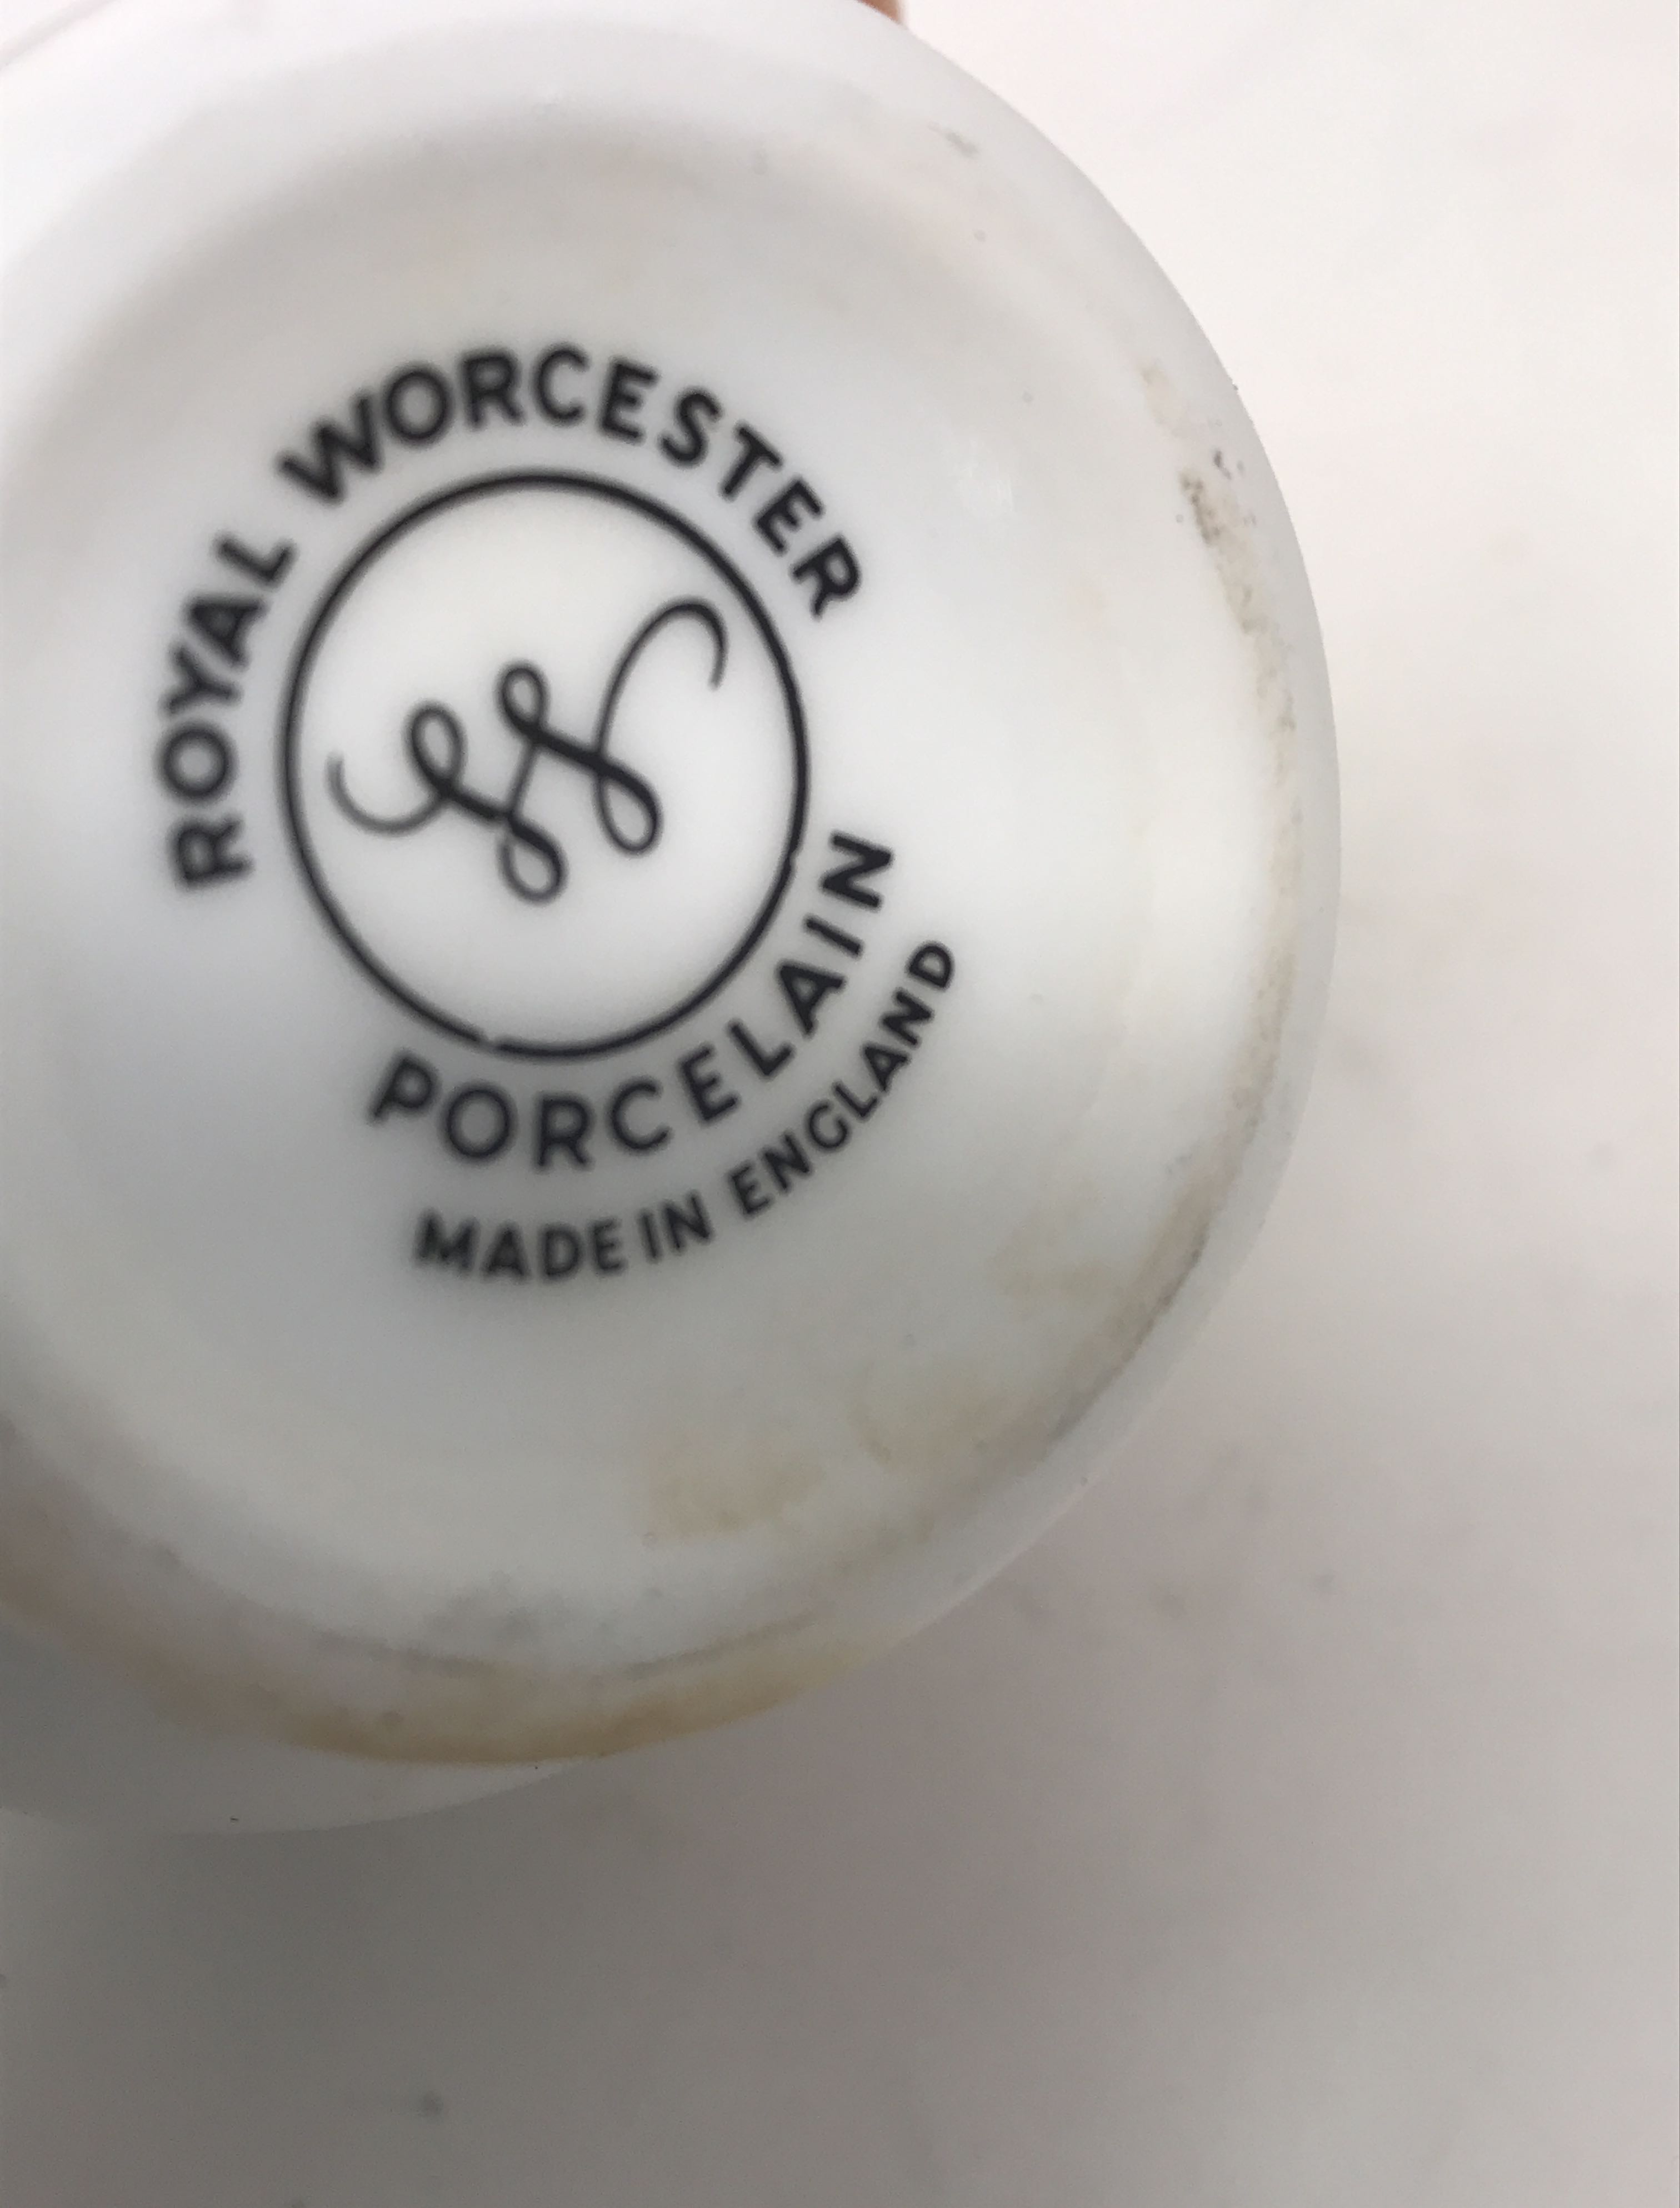 ROYAL WORCESTER
W
PORCELAIN
MADE IN ENGLAND